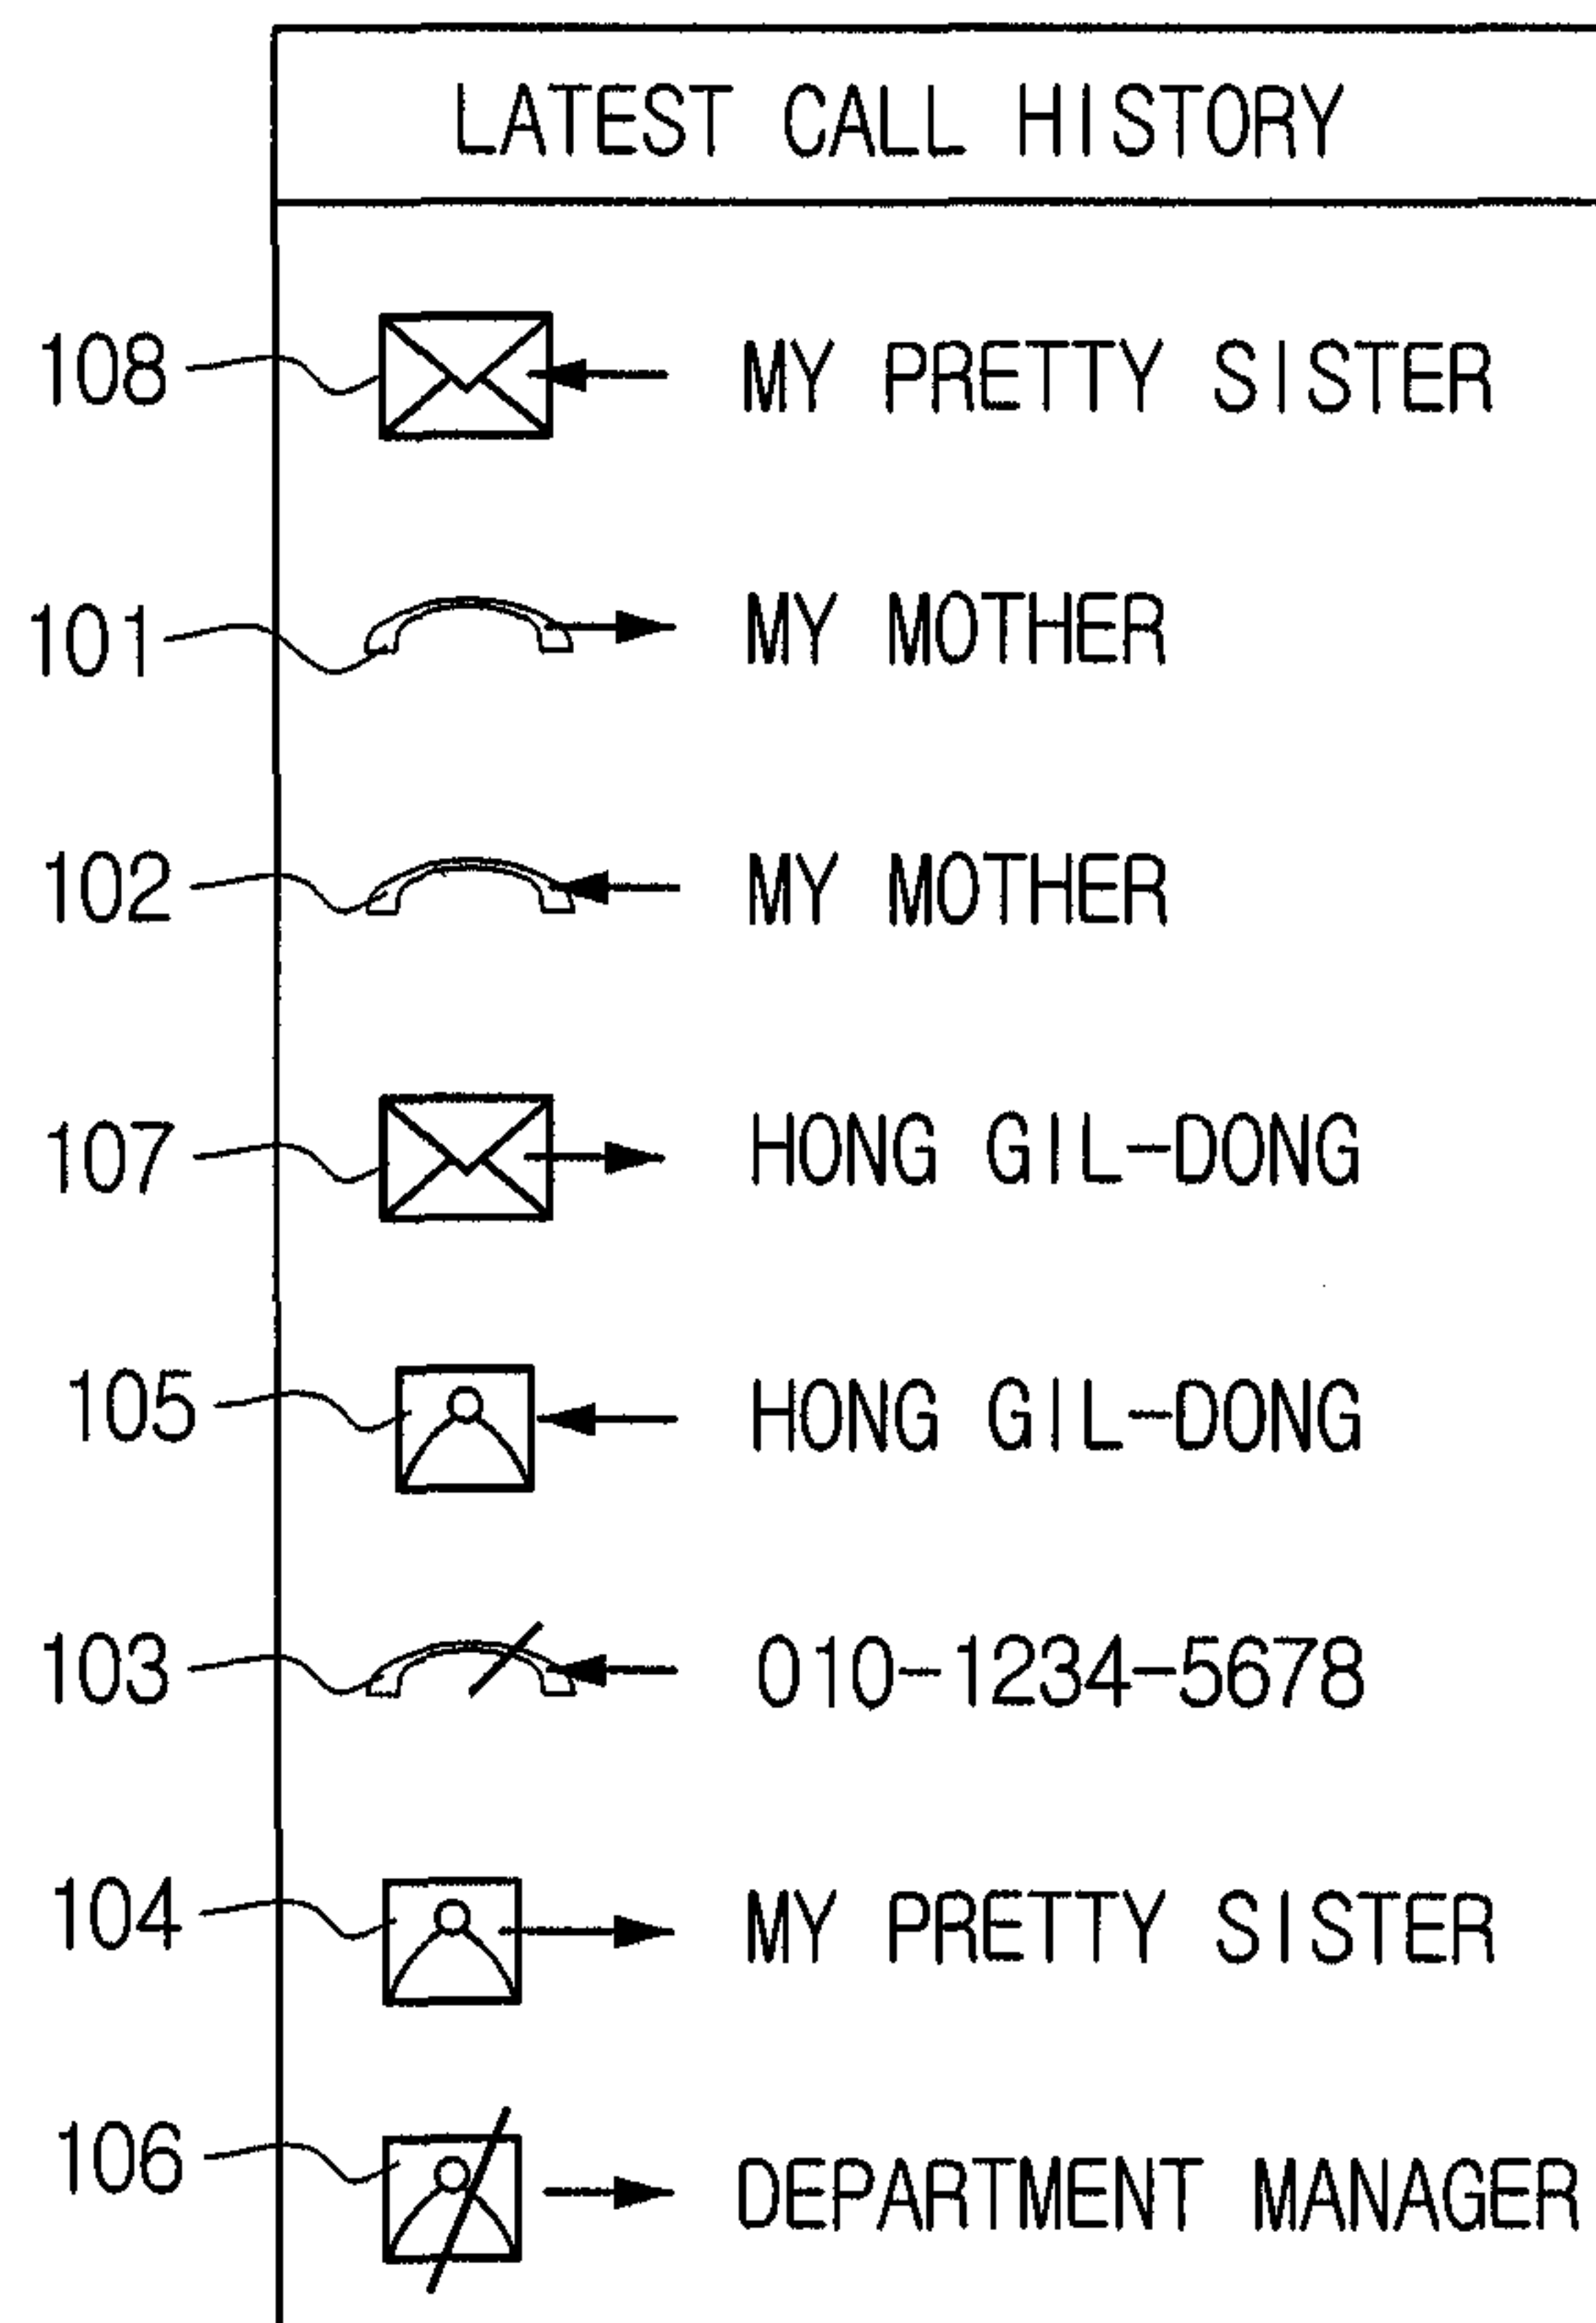 LATEST CALL HISTORY
108 MY PRETTY SISTER
101 MY MOTHER
102 MY MOTHER
107 HONG GIL-DONG
105 HONG GIL-DONG
103 010-1234-5678
104 MY PRETTY SISTER
106 DEPARTMENT MANAGER